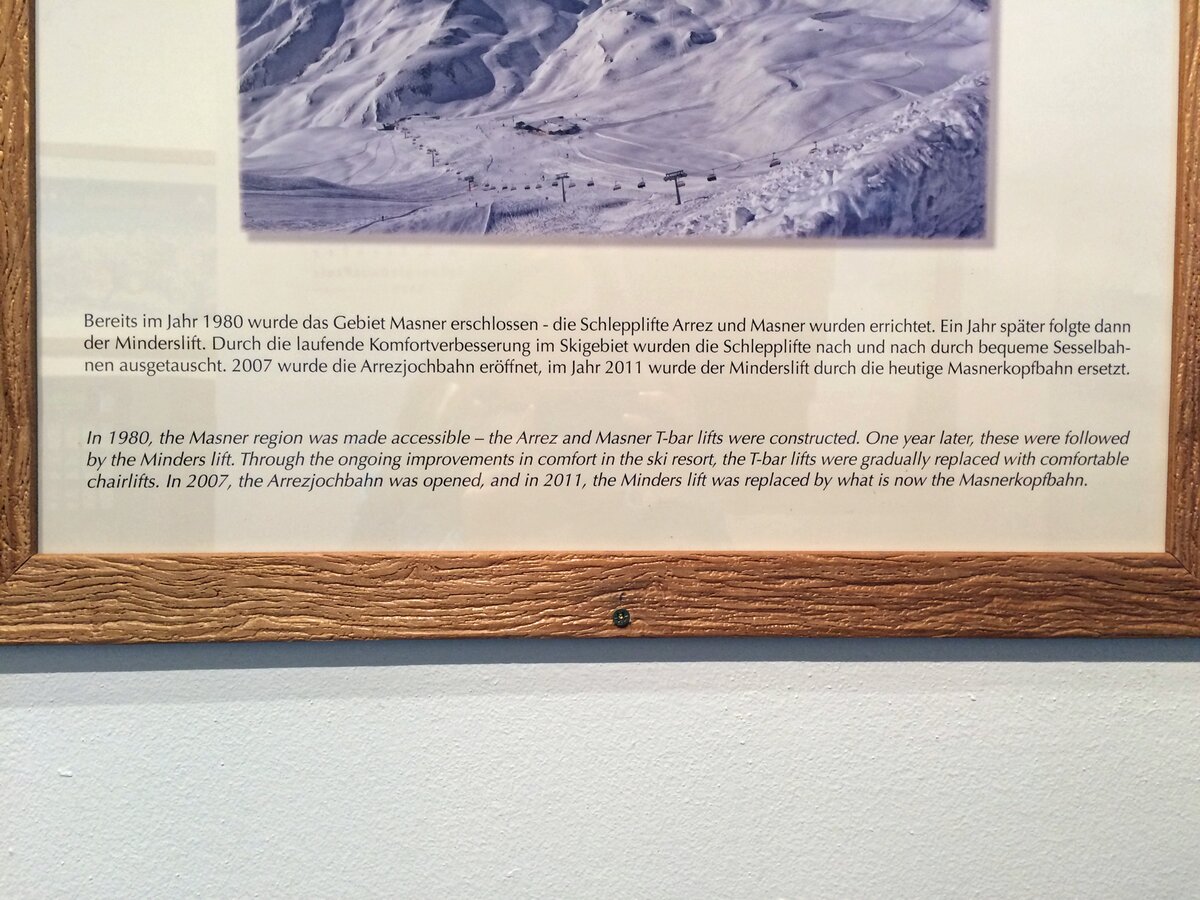 Bereits im Jahr 1980 wurde das Gebiet Masner erschlossen - die Schlepplifte Arrez und Masner wurden errichtet. Ein Jahr später folgte dann
der Minderslift. Durch die laufende Komfortverbesserung im Skigebiet wurden die Schlepplifte nach und nach durch bequeme Sesselbah-
nen ausgetauscht. 2007 wurde die Arrezjochbahn eröffnet, im Jahr 2011 wurde der Minderslift durch die heutige Masnerkopfbahn ersetzt.
In 1980, the Masner region was made accessible – the Arrez and Masner T-bar lifts were constructed. One year later, these were followed
by the Minders lift. Through the ongoing improvements in comfort in the ski resort, the T-bar lifts were gradually replaced with comfortable
chairlifts. In 2007, the Arrezjochbahn was opened, and in 2011, the Minders lift was replaced by what is now the Masnerkopfbahn.